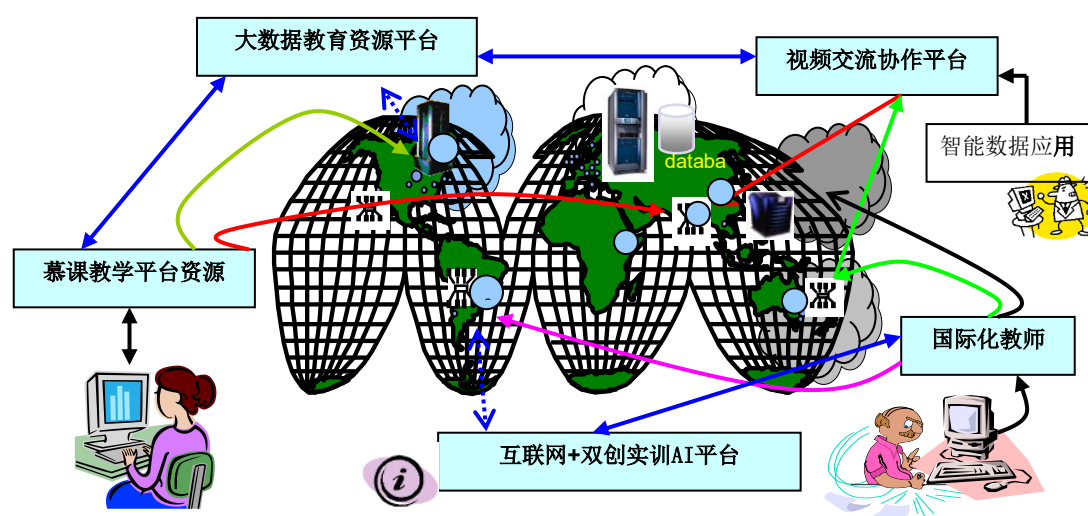 大数据教育资源平台
视频交流协作平台
智能数据应用
databa
慕课教学平台资源
国际化教师
互联网+双创实训AI平台
i